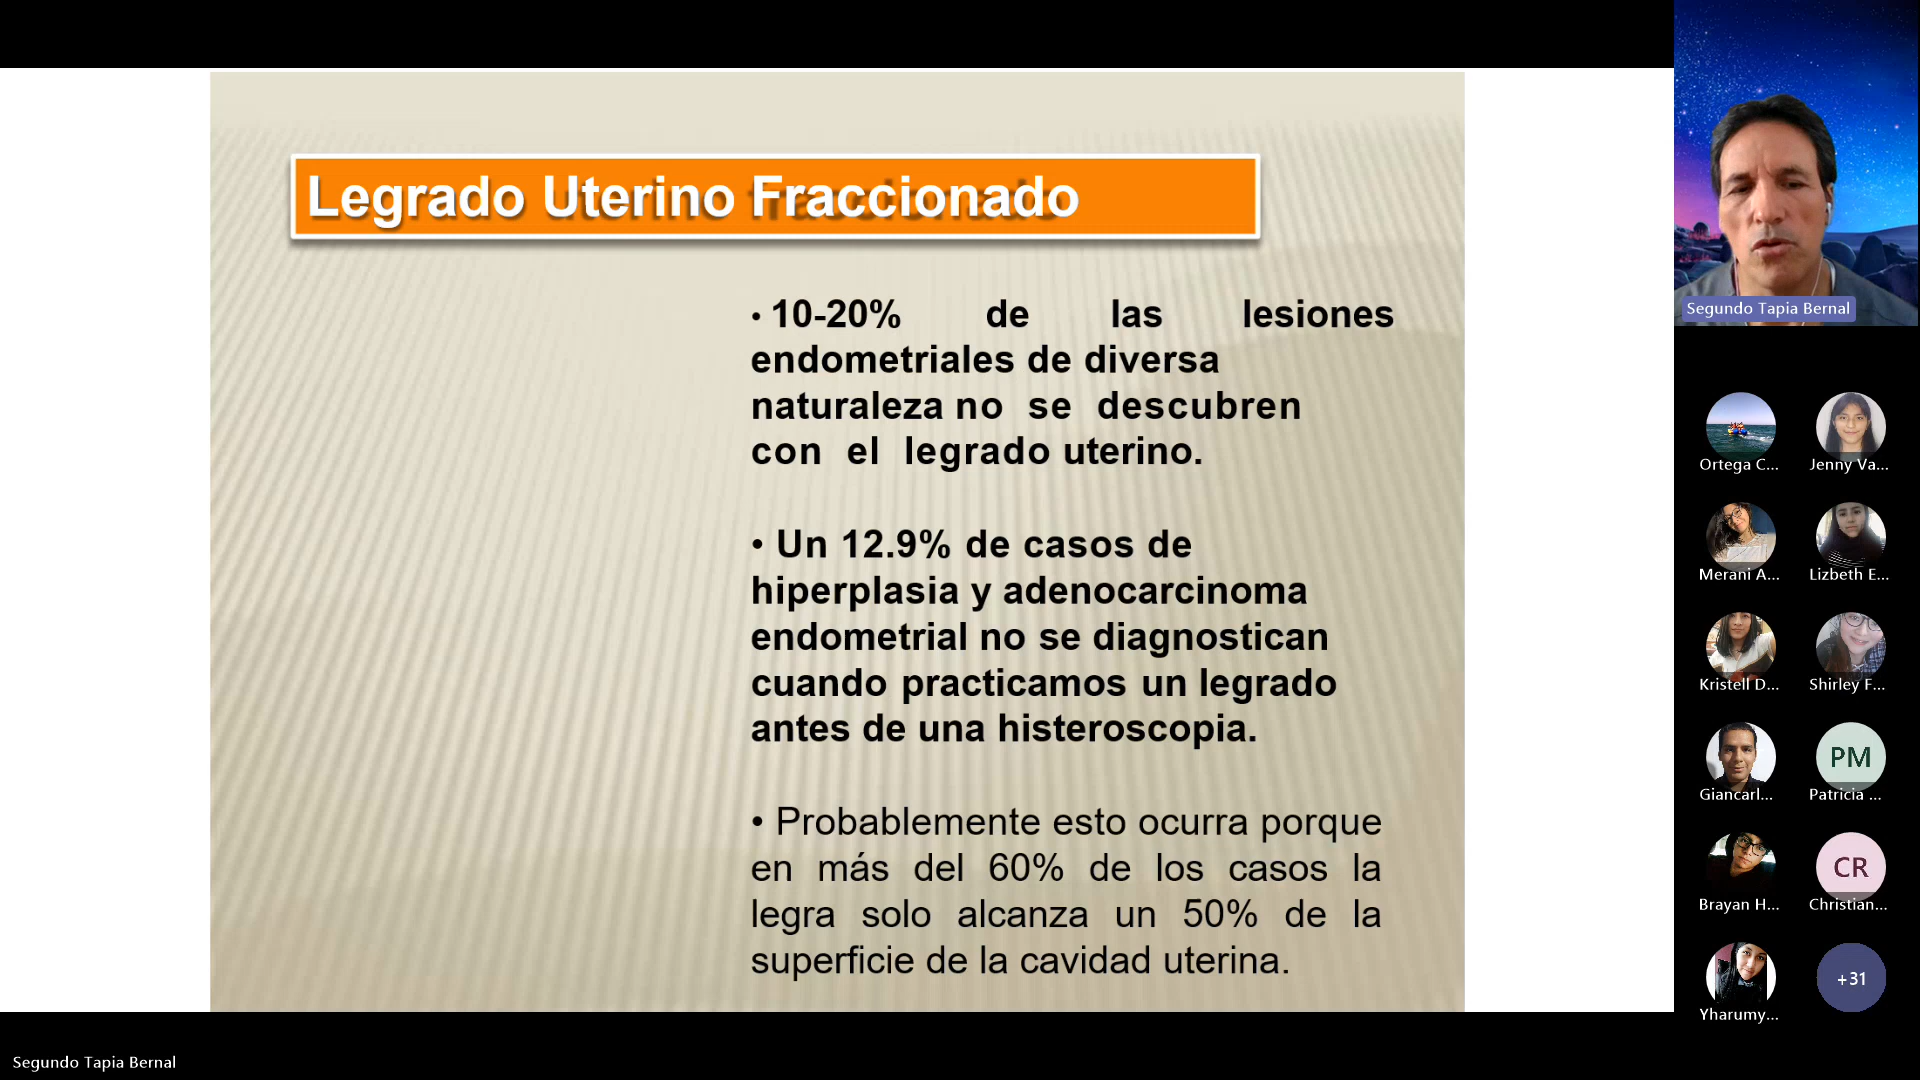 Legrado Uterino Fraccionado
• 10-20% de las lesiones
endometriales de diversa
naturaleza no se descubren
con el legrado uterino.
• Un 12.9% de casos de
hiperplasia y adenocarcinoma
endometrial no se diagnostican
cuando practicamos un legrado
antes de una histeroscopia.
• Probablemente esto ocurra porque
en más del 60% de los casos la
legra solo alcanza un 50% de la
superficie de la cavidad uterina.
Segundo Tapia Bernal
Ortega C...
Jenny Va...
Merani A...
Lizbeth E...
Kristell D...
Shirley F...
Giancarl...
PM
Patricia ...
Brayan H...
CR
Christian...
Yharumy...
+31
Segundo Tapia Bernal